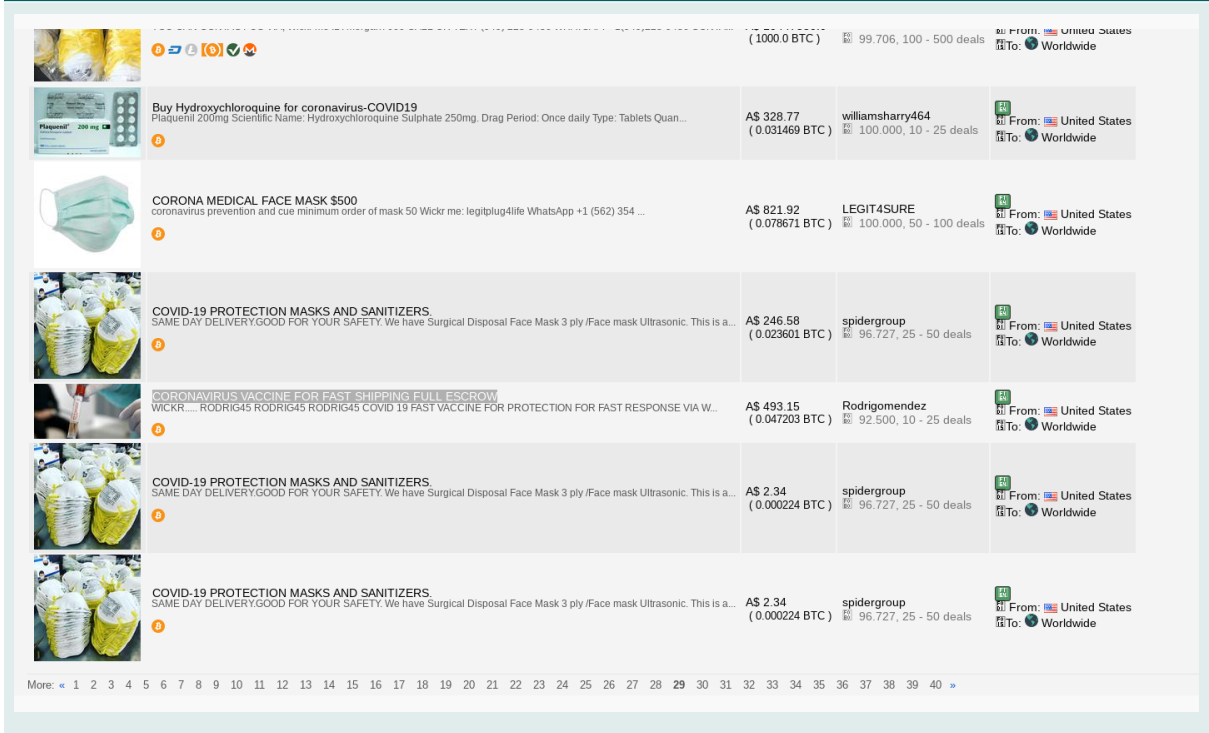 ( 1000.0 BTC )
99.706, 100 - 500 deals
From: United States
To: Worldwide
Buy Hydroxychloroquine for coronavirus-COVID19
Plaquenil 200mg Scientific Name: Hydroxychloroquine Sulphate 250mg. Drag Period: Once daily Type: Tablets Quan...
Plaquenil 200 mg
A$ 328.77
( 0.031469 BTC )
williamsharry464
100.000, 10 - 25 deals
From: United States
To: Worldwide
CORONA MEDICAL FACE MASK $500
coronavirus prevention and cue minimum order of mask 50 Wickr me: legitplug4life WhatsApp +1 (562) 354 ...
A$ 821.92
( 0.078671 BTC )
LEGIT4SURE
100.000, 50 - 100 deals
From: United States
To: Worldwide
COVID-19 PROTECTION MASKS AND SANITIZERS.
SAME DAY DELIVERY.GOOD FOR YOUR SAFETY. We have Surgical Disposal Face Mask 3 ply /Face mask Ultrasonic. This is a...
A$ 246.58
( 0.023601 BTC )
spidergroup
96.727, 25 - 50 deals
From: United States
To: Worldwide
CORONAVIRUS VACCINE FOR FAST SHIPPING FULL ESCROW
WICKR..... RODRIG45 RODRIG45 RODRIG45 COVID 19 FAST VACCINE FOR PROTECTION FOR FAST RESPONSE VIA W...
A$ 493.15
( 0.047203 BTC )
Rodrigomendez
92.500, 10 - 25 deals
From: United States
To: Worldwide
COVID-19 PROTECTION MASKS AND SANITIZERS.
SAME DAY DELIVERY.GOOD FOR YOUR SAFETY. We have Surgical Disposal Face Mask 3 ply /Face mask Ultrasonic. This is a...
A$ 2.34
( 0.000224 BTC )
spidergroup
96.727, 25 - 50 deals
From: United States
To: Worldwide
COVID-19 PROTECTION MASKS AND SANITIZERS.
SAME DAY DELIVERY.GOOD FOR YOUR SAFETY. We have Surgical Disposal Face Mask 3 ply /Face mask Ultrasonic. This is a...
A$ 2.34
( 0.000224 BTC )
spidergroup
96.727, 25 - 50 deals
From: United States
To: Worldwide
More: « 1 2 3 4 5 6 7 8 9 10 11 12 13 14 15 16 17 18 19 20 21 22 23 24 25 26 27 28 29 30 31 32 33 34 35 36 37 38 39 40 »